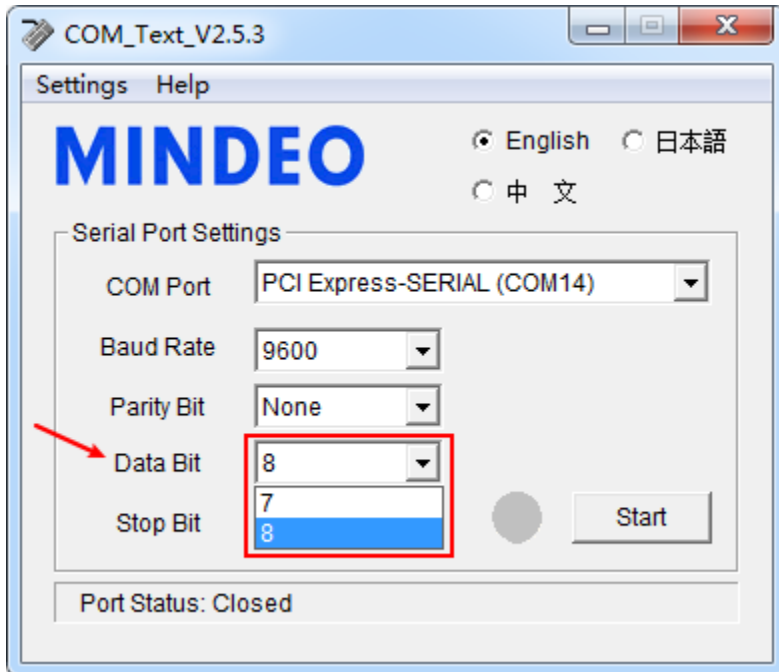 COM_Text_V2.5.3
Settings Help
MINDEO
English 日本語
中 文
Serial Port Settings
COM Port PCI Express-SERIAL (COM14)
Baud Rate 9600
Parity Bit None
Data Bit 8
7
Stop Bit 8 Start
Port Status: Closed